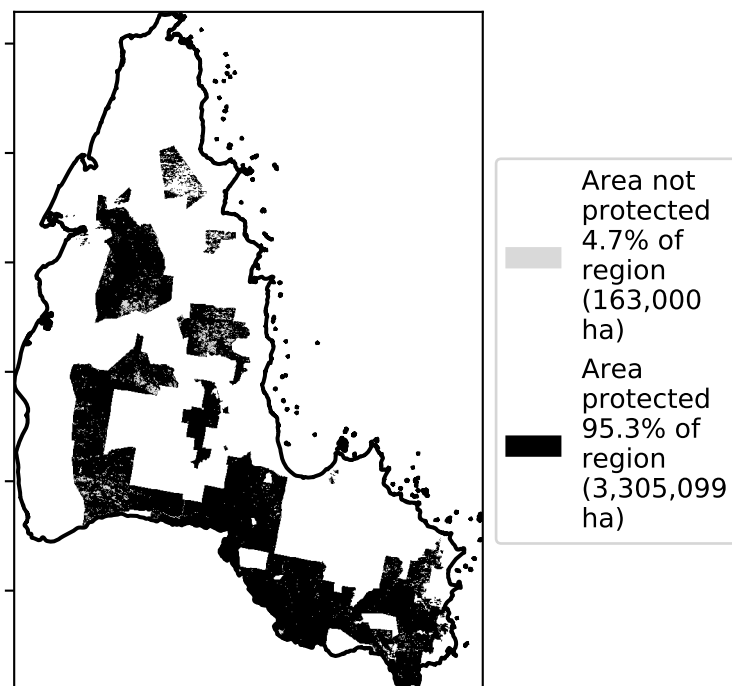 Area not
protected
4.7% of
region
(163,000
ha)
Area
protected
95.3% of
region
(3,305,099
ha)